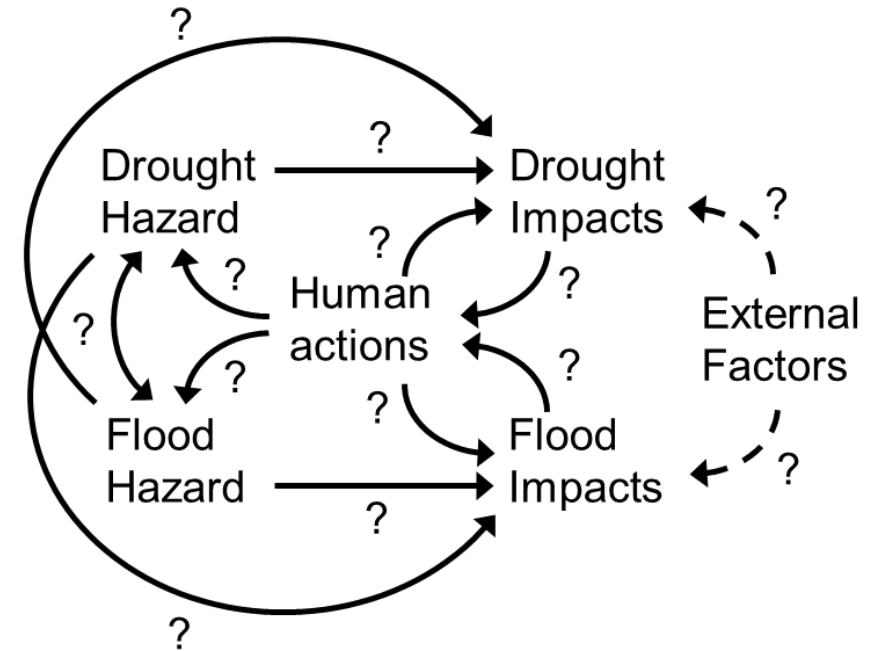 ?
?
Drought
Hazard
Drought
Impacts
?
?
?
?
Human
actions
?
External
Factors
?
?
?
?
Flood
Hazard
Flood
Impacts
?
?
?